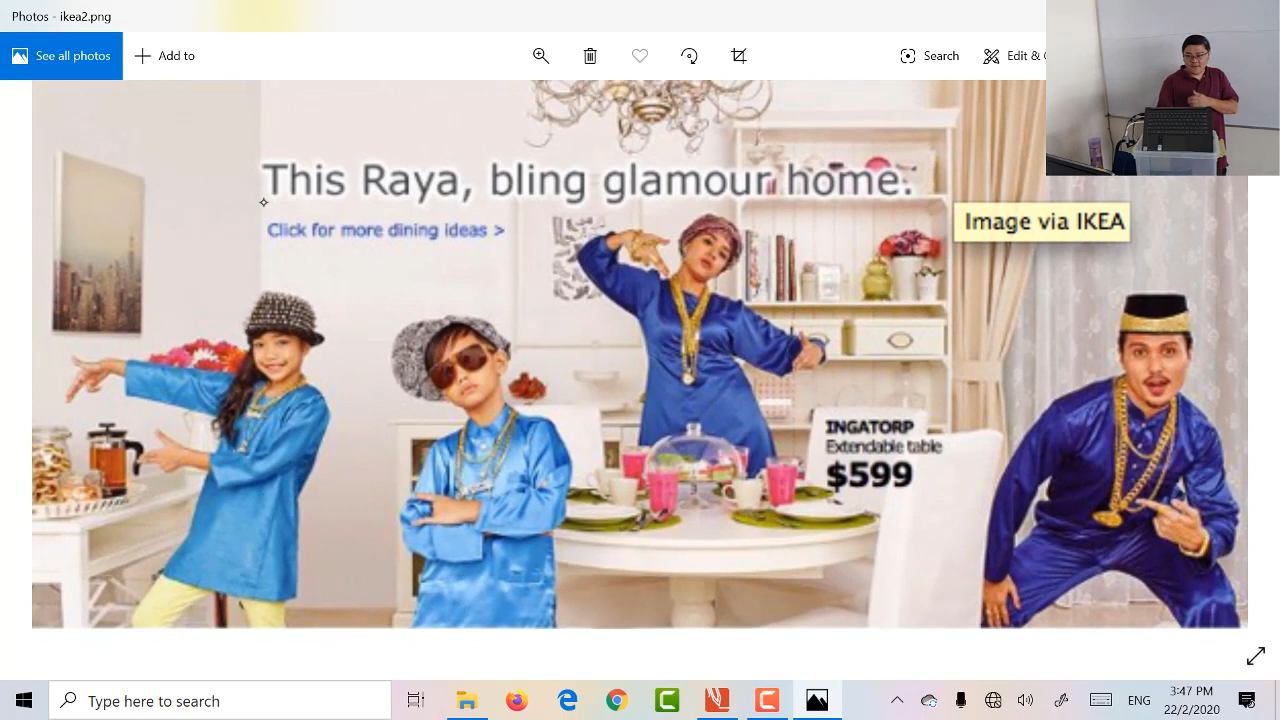 Photos - ikea2.png
See all photos
Add to
Search
Edit &
This Raya, bling glamour home.
Click for more dining ideas >
Image via IKEA
INGATORP
Extendable table
$599
Type here to search
ENG
3:47 PM
22/2/2020